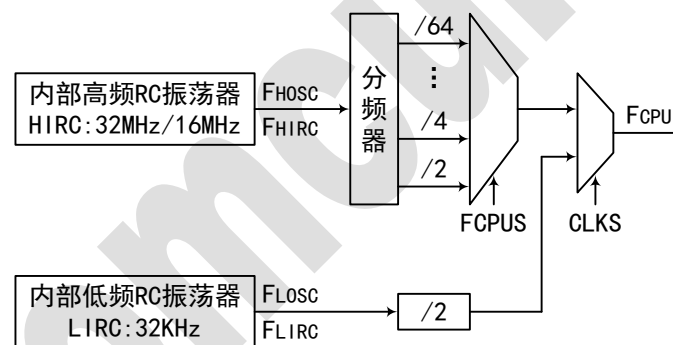 /64
⋮
/4
/2
分频器
内部高频RC振荡器
HIRC:32MHz/16MHz
FHOSC
FHIRC
FCPUS
CLKS
FCPU
内部低频RC振荡器
LIRC:32KHz
FLOSC
FLIRC
/2